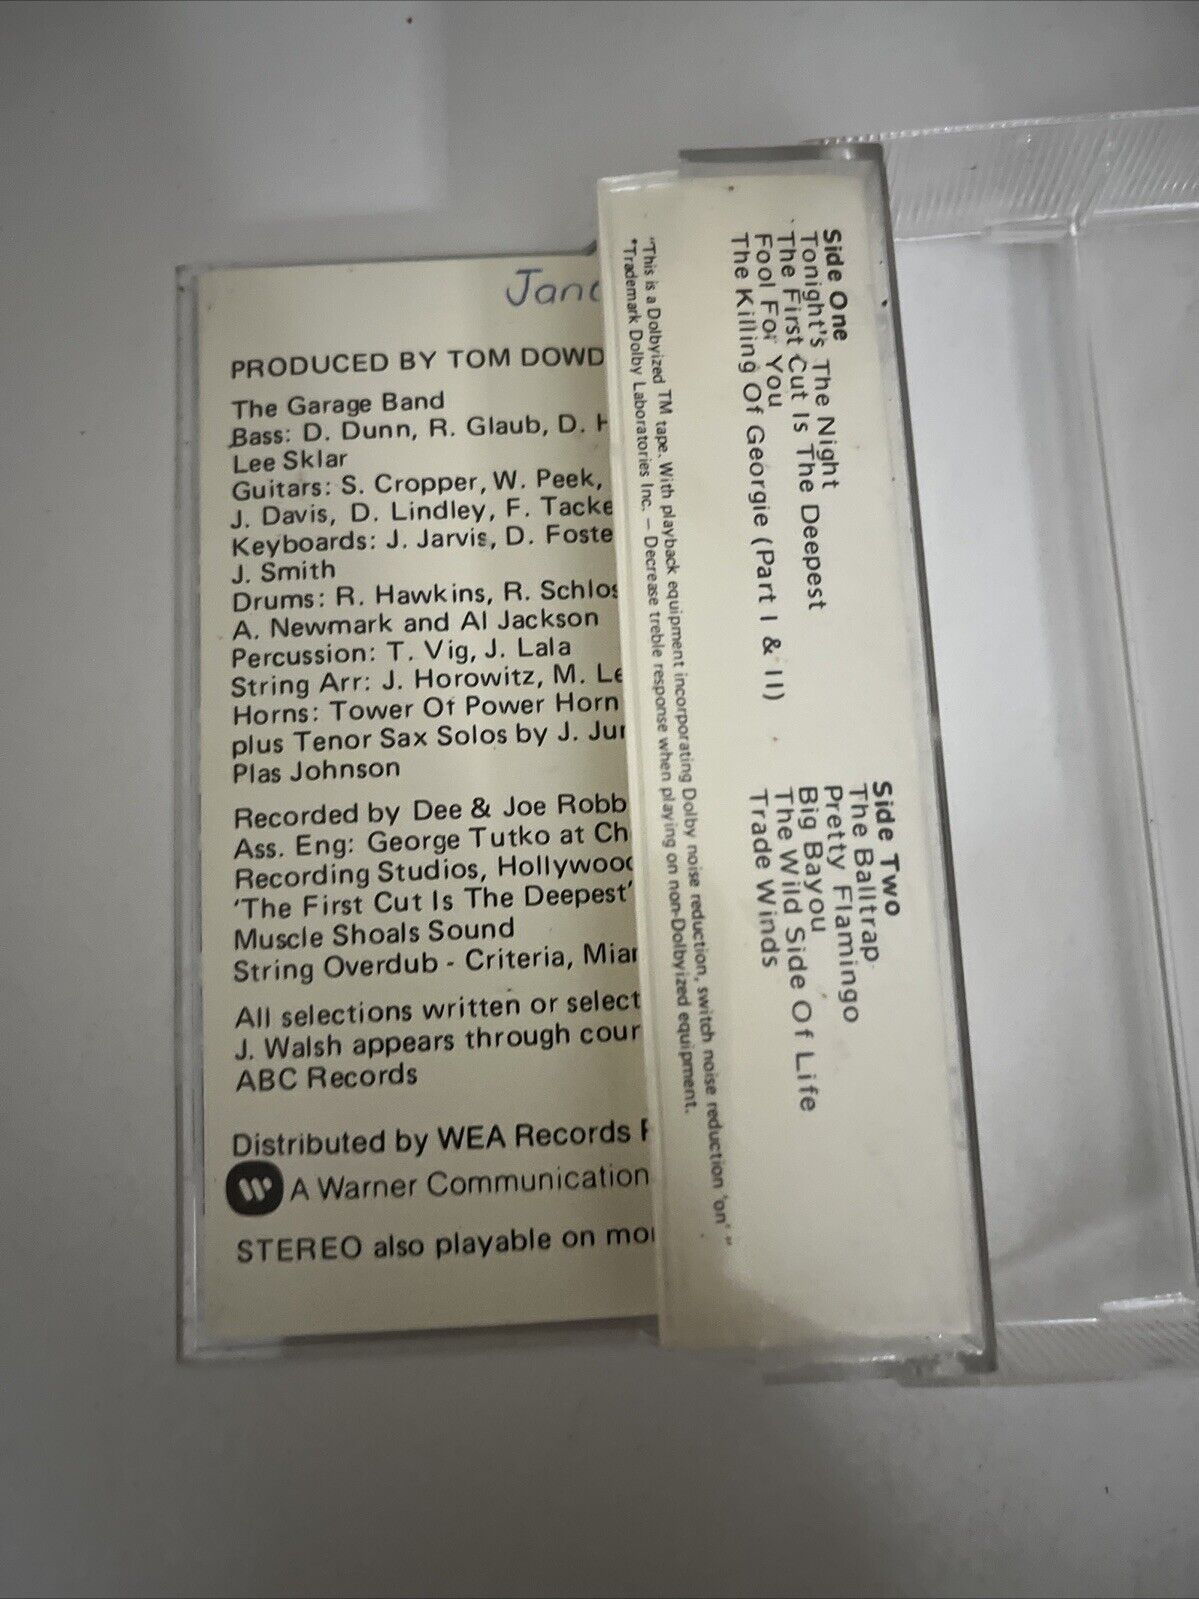 Janc
PRODUCED BY TOM DOWD
The Garage Band
Bass: D. Dunn, R. Glaub, D.
Lee Sklar
Guitars: S. Cropper, W. Peek,
J. Davis, D. Lindley, F. Tacke
Keyboards: J. Jarvis, D. Foste
J. Smith
Drums: R. Hawkins, R. Schlos
A. Newmark and Al Jackson
Percussion: T. Vig, J. Lala
String Arr: J. Horowitz, M. Le
Horns: Tower Of Power Horn
plus Tenor Sax Solos by J. Jun
Plas Johnson
Recorded by Dee & Joe Robb
Ass. Eng: George Tutko at Ch
Recording Studios, Hollywood
'The First Cut Is The Deepest'
Muscle Shoals Sound
String Overdub - Criteria, Miam
All selections written or select
J. Walsh appears through cour
ABC Records
Distributed by WEA Records
W A Warner Communication
STEREO also playable on mo
"This is a Dolbyized TM tape. With playback equipment incorporating Dolby noise reduction, switch noise reduction 'on' "
*Trademark Dolby Laboratories Inc. – Decrease treble response when playing on non-Dolbyized equipment.
Side One
Tonight's The Night
The First Cut Is The Deepest
Fool For You
The Killing Of Georgie (Part I & II)
Side Two
The Balltrap
Pretty Flamingo
Big Bayou
The Wild Side Of Life
Trade Winds